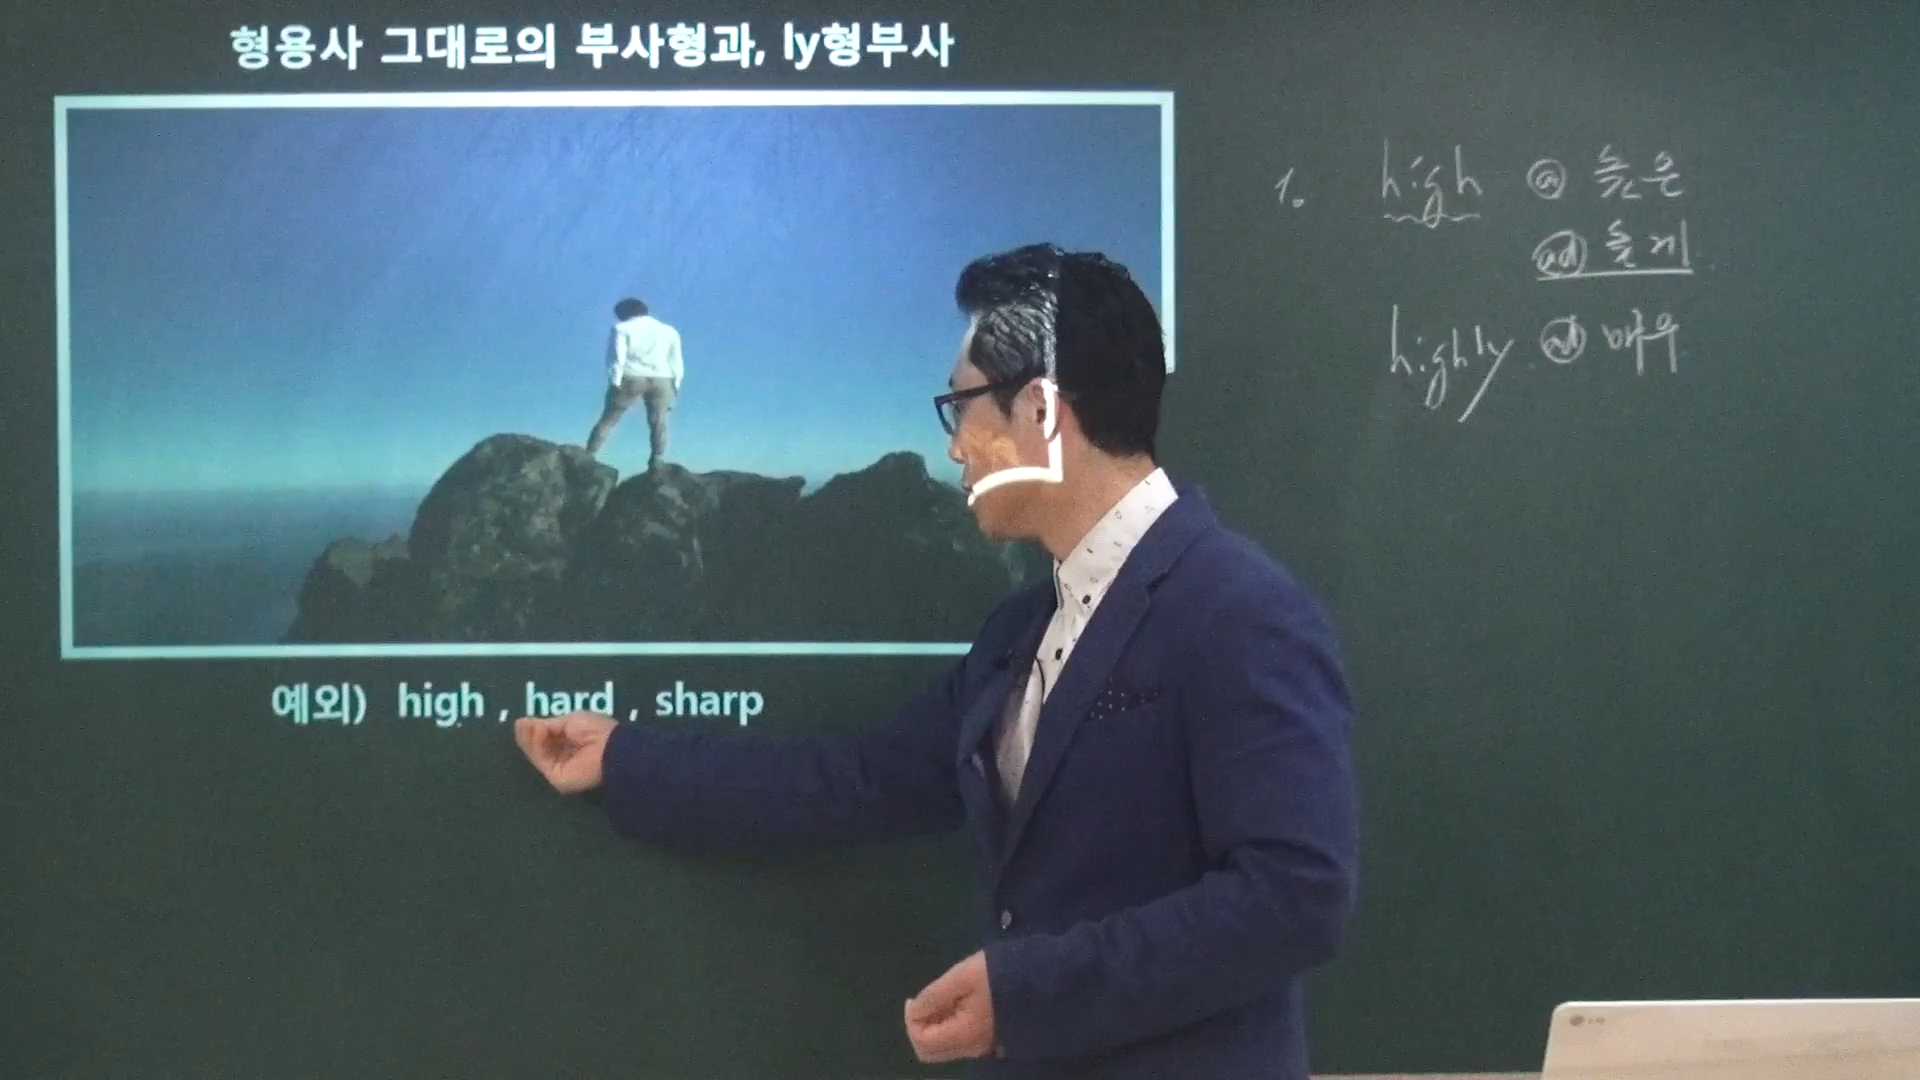 형용사 그대로의 부사형과, ly형부사
예외) high , hard , sharp
1. high ⓐ 높은
ad 높게
highly ad 매우